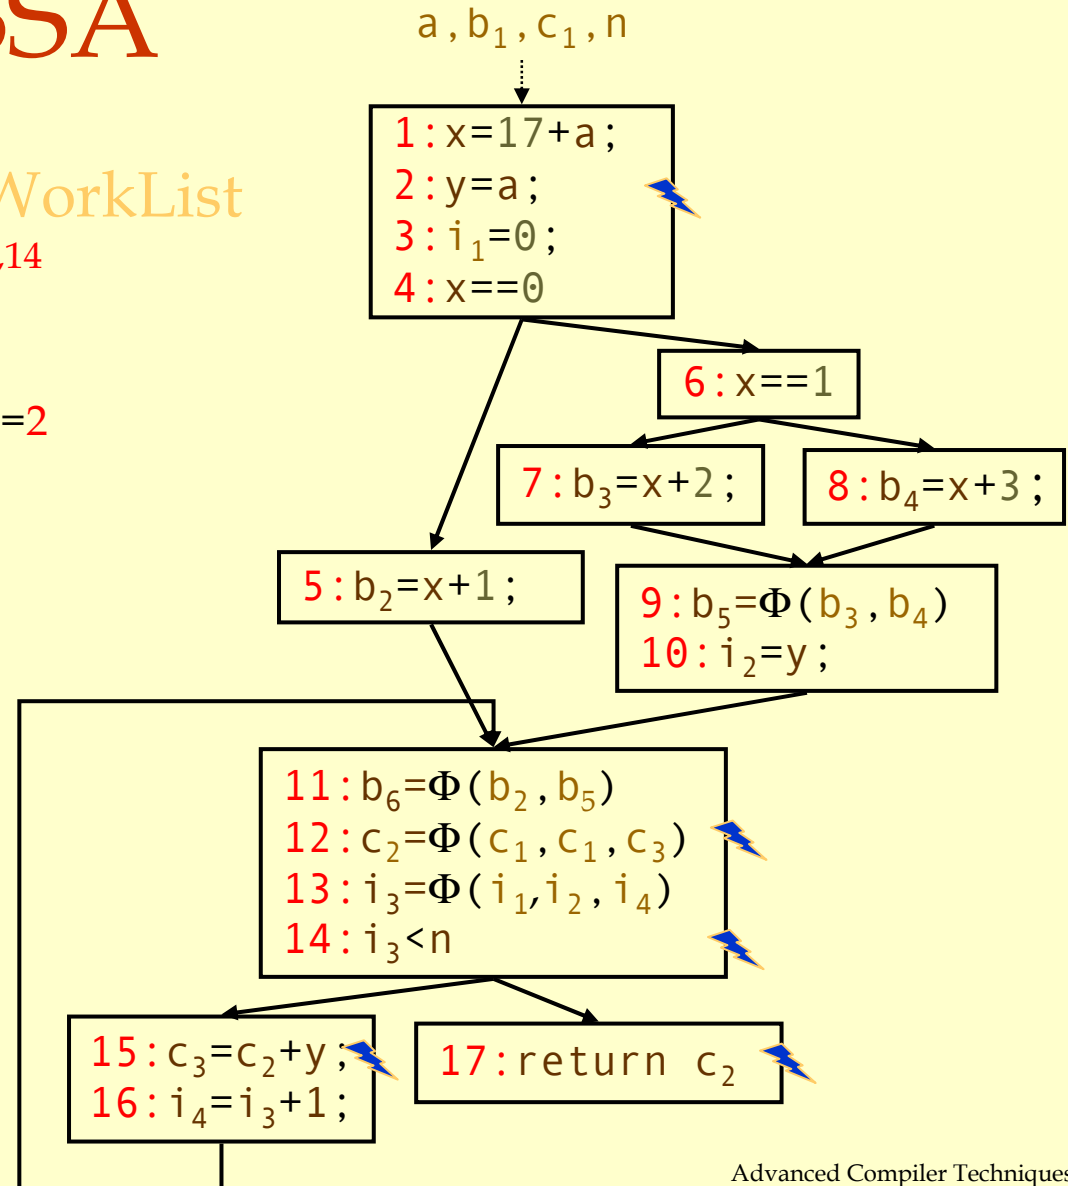 SSA
a,b₁,c₁,n
WorkList
,14
=2
1:x=17+a;
2:y=a;
3:i₁=0;
4:x==0
6:x==1
7:b₃=x+2;
8:b₄=x+3;
5:b₂=x+1;
9:b₅=Φ(b₃,b₄)
10:i₂=y;
11:b₆=Φ(b₂,b₅)
12:c₂=Φ(c₁,c₁,c₃)
13:i₃=Φ(i₁,i₂,i₄)
14:i₃<n
15:c₃=c₂+y;
16:i₄=i₃+1;
17:return c₂
Advanced Compiler Techniques